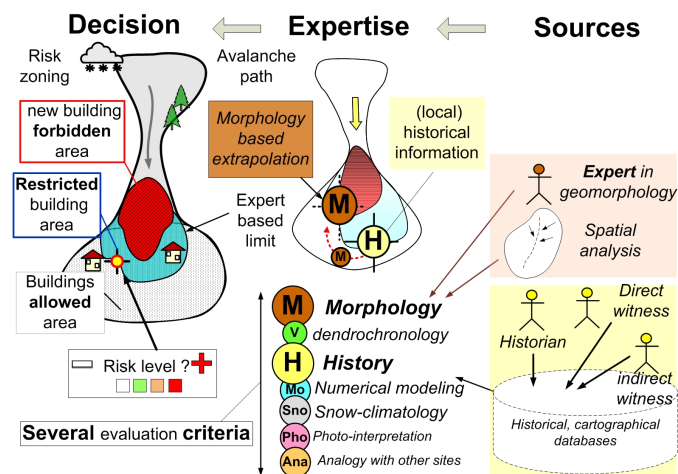 Decision
Expertise
Sources
Risk
zoning
new building
forbidden
area
Restricted
building
area
Buildings
allowed
area
Expert
based
limit
Risk level ?
Several evaluation criteria
Avalanche
path
Morphology
based
extrapolation
(local)
historical
information
M
H
M
M
Morphology
V
dendrochronology
H
History
Mo
Numerical modeling
Sno
Snow-climatology
Pho
Photo-interpretation
Ana
Analogy with other sites
Expert in
geomorphology
Spatial
analysis
Direct
witness
Historian
indirect
witness
Historical, cartographical
databases